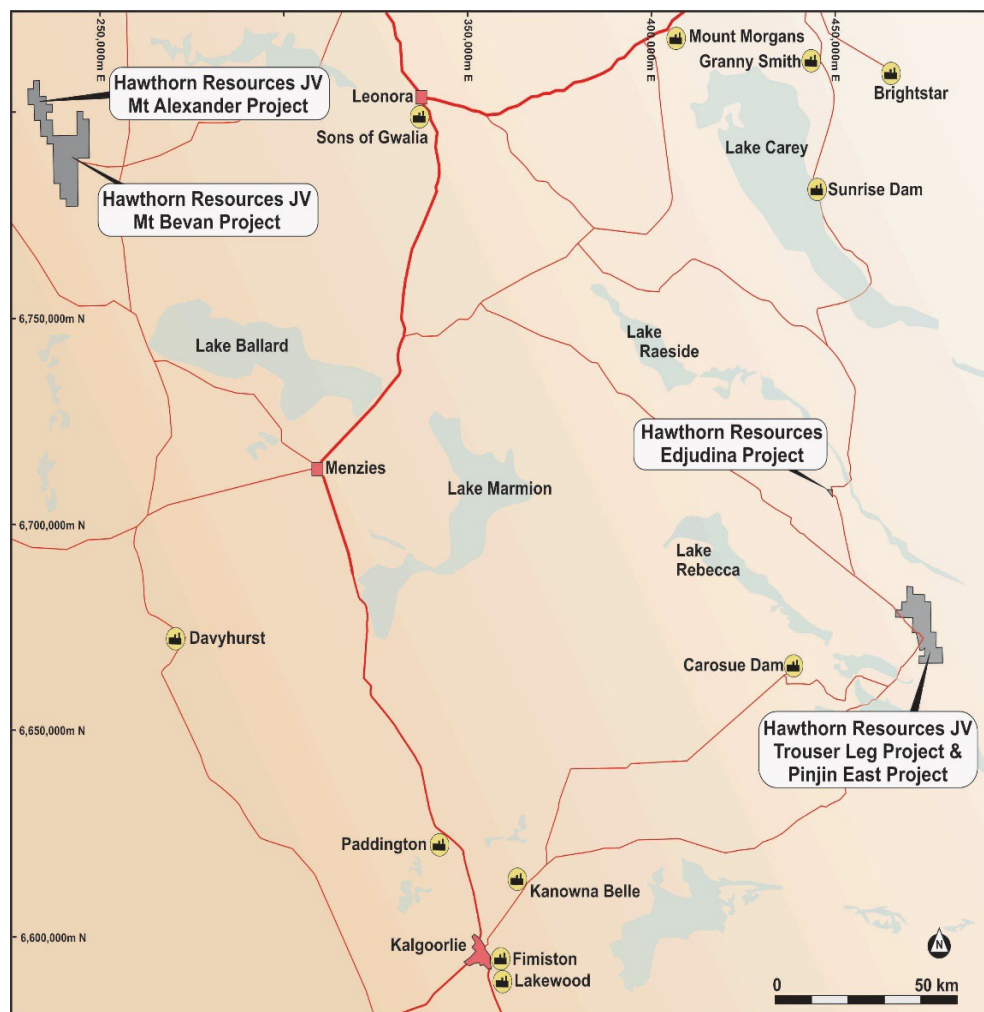 250,000m E
350,000m E
400,000m E
450,000m E
Mount Morgans
Granny Smith
Brightstar
Hawthorn Resources JV
Mt Alexander Project
Leonora
Sons of Gwalia
Lake Carey
Hawthorn Resources JV
Mt Bevan Project
Sunrise Dam
6,750,000m N
Lake Ballard
Lake
Raeside
Hawthorn Resources
Edjudina Project
Menzies
Lake Marmion
6,700,000m N
Lake
Rebecca
Davyhurst
Carosue Dam
Hawthorn Resources JV
Trouser Leg Project &
Pinjin East Project
6,650,000m N
Paddington
Kanowna Belle
6,600,000m N
Kalgoorlie
Fimiston
Lakewood
N
0 50 km